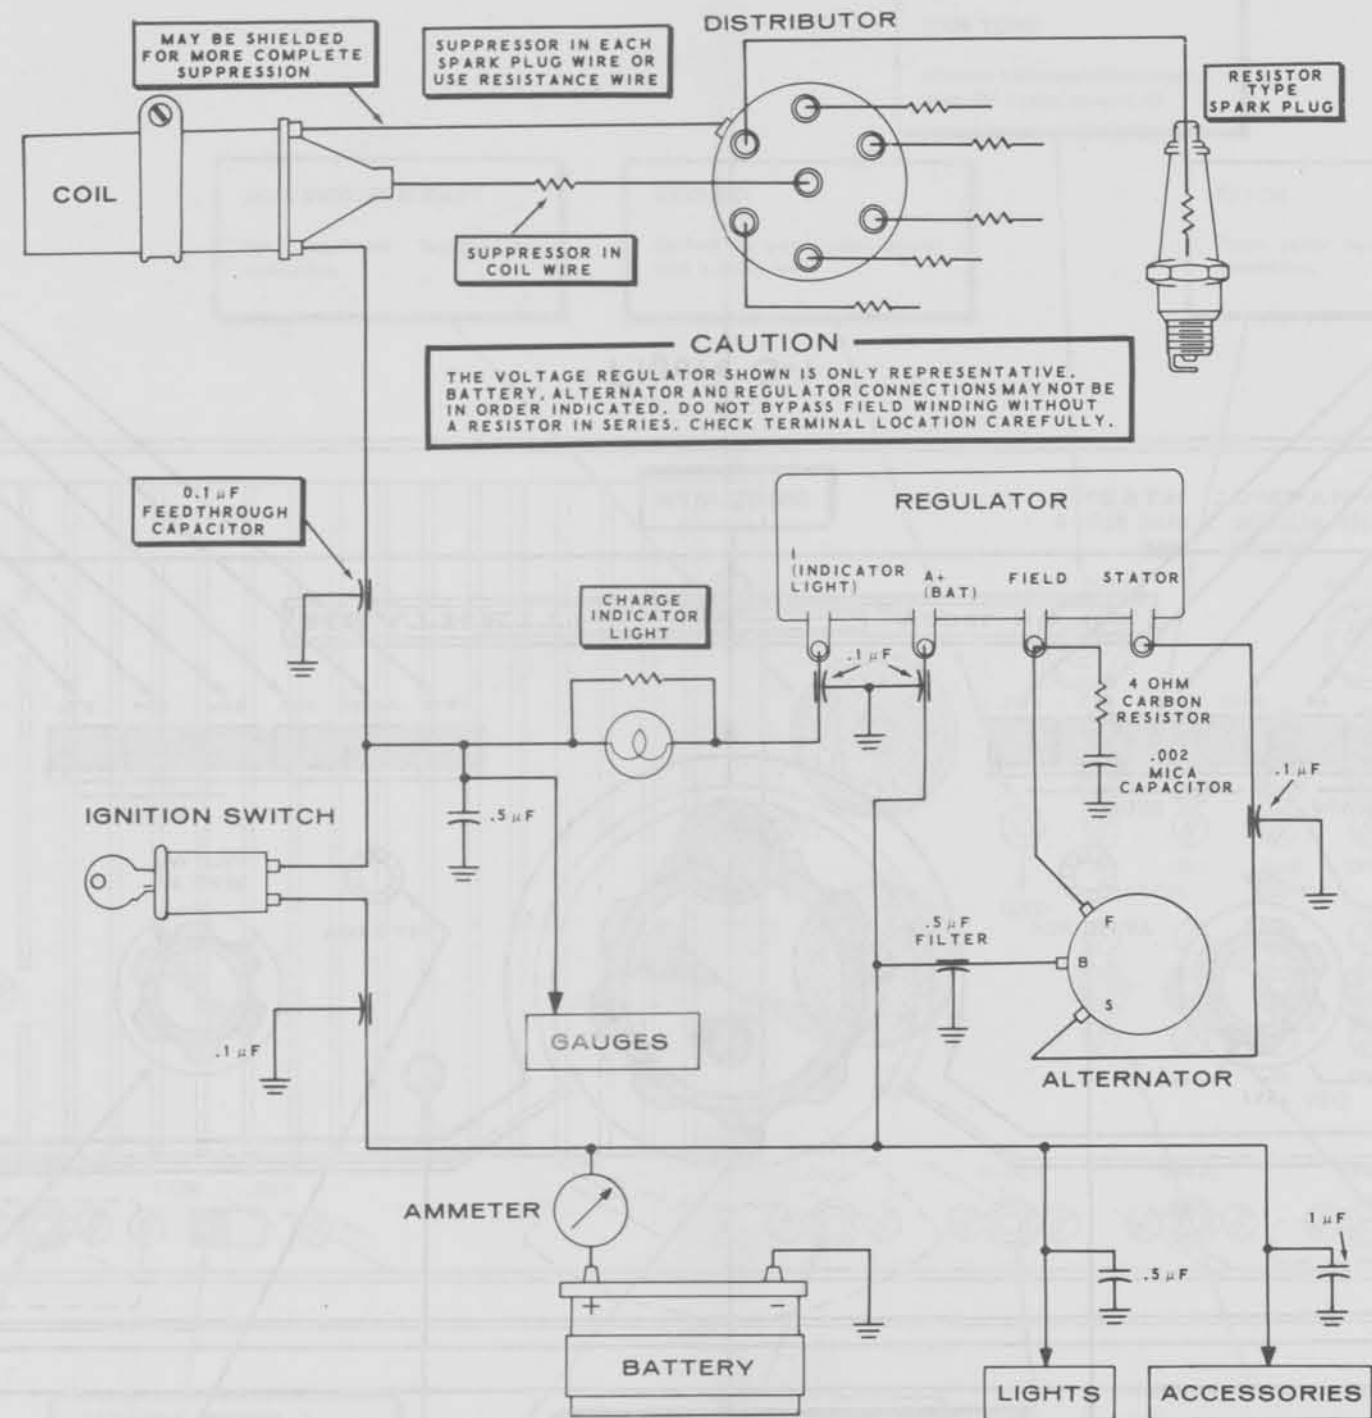 DISTRIBUTOR
MAY BE SHIELDED
FOR MORE COMPLETE
SUPPRESSION
SUPPRESSOR IN EACH
SPARK PLUG WIRE OR
USE RESISTANCE WIRE
RESISTOR
TYPE
SPARK PLUG
COIL
SUPPRESSOR IN
COIL WIRE
CAUTION
THE VOLTAGE REGULATOR SHOWN IS ONLY REPRESENTATIVE.
BATTERY, ALTERNATOR AND REGULATOR CONNECTIONS MAY NOT BE
IN ORDER INDICATED. DO NOT BYPASS FIELD WINDING WITHOUT
A RESISTOR IN SERIES. CHECK TERMINAL LOCATION CAREFULLY.
0.1 µF
FEEDTHROUGH
CAPACITOR
REGULATOR
I
(INDICATOR
LIGHT)
A+
(BAT)
FIELD
STATOR
CHARGE
INDICATOR
LIGHT
.1 µF
4 OHM
CARBON
RESISTOR
.002
MICA
CAPACITOR
.1 µF
IGNITION SWITCH
.5 µF
.5 µF
FILTER
F
B
S
GAUGES
.1 µF
ALTERNATOR
AMMETER
+
-
BATTERY
.5 µF
1 µF
LIGHTS
ACCESSORIES